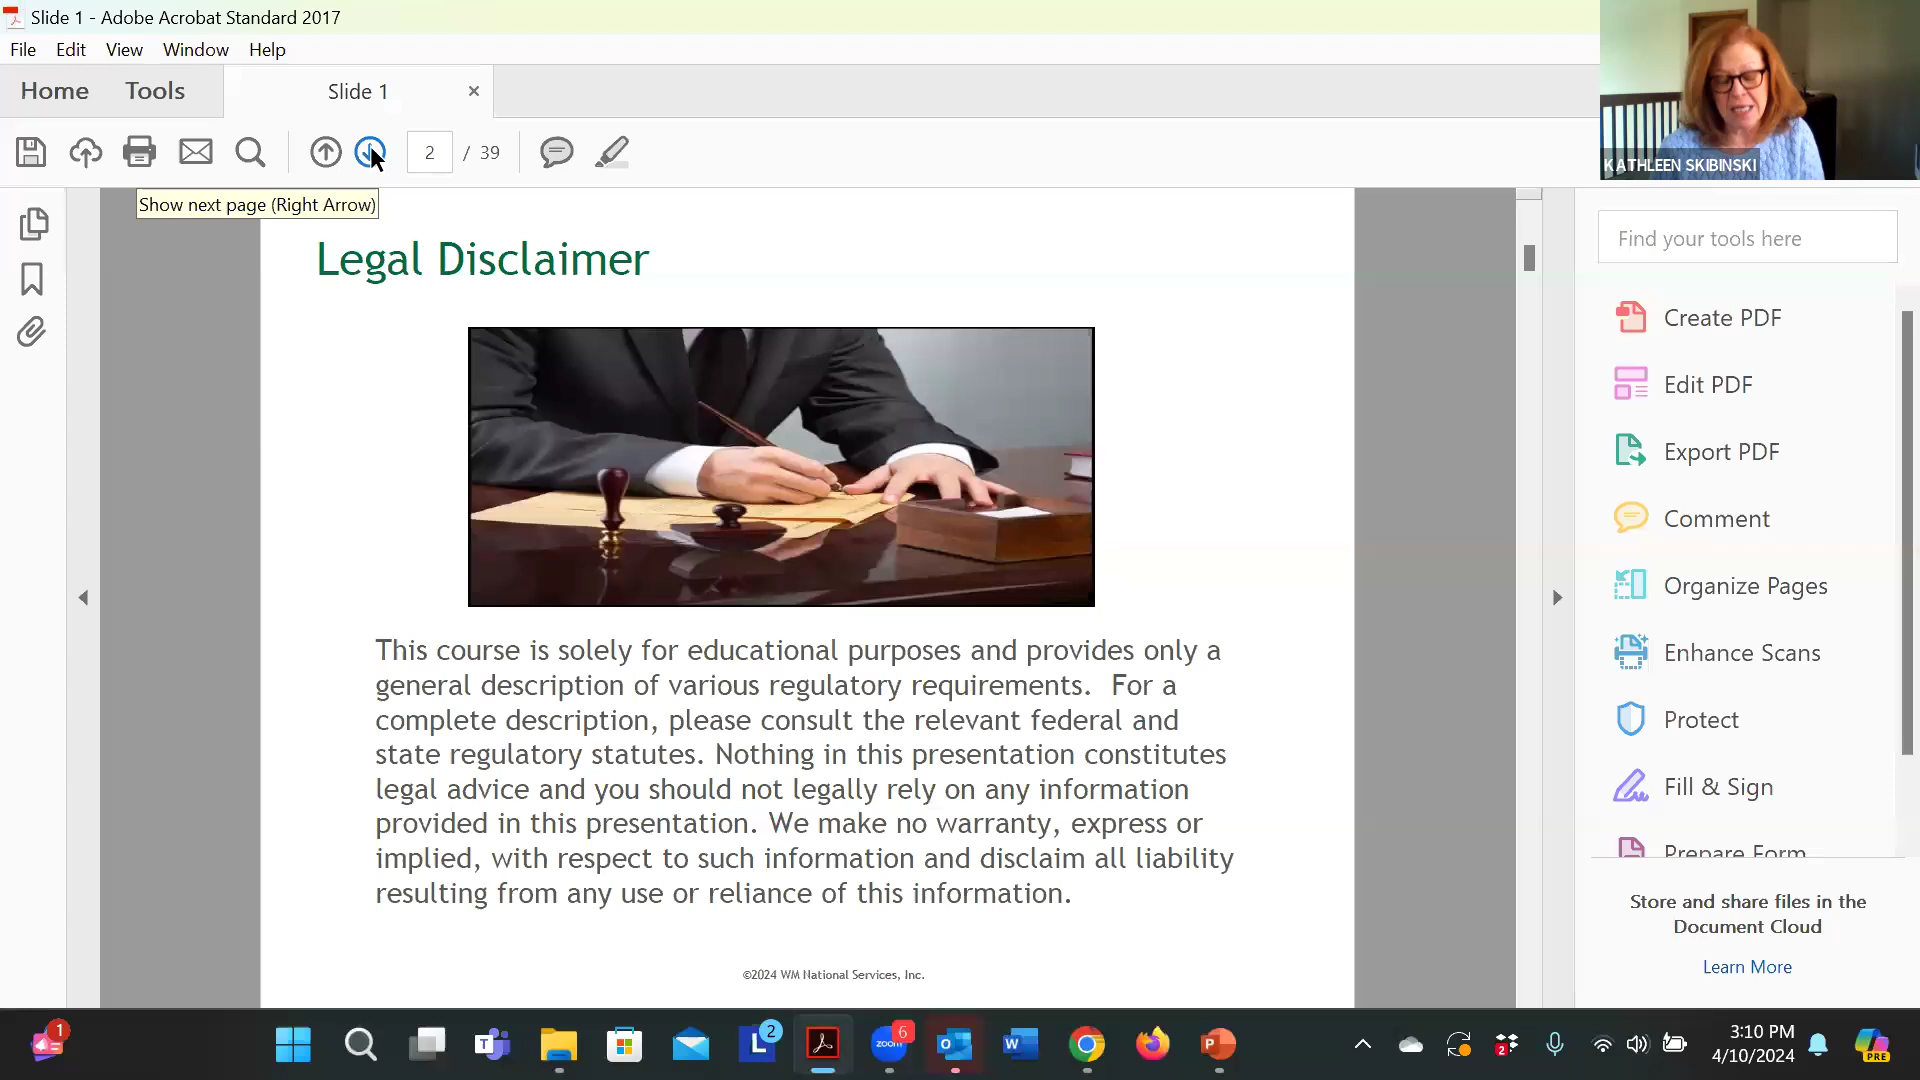 Slide 1 - Adobe Acrobat Standard 2017
File Edit View Window Help
Home Tools Slide 1
2 / 39
Show next page (Right Arrow)
KATHLEEN SKIBINSKI
Legal Disclaimer
This course is solely for educational purposes and provides only a
general description of various regulatory requirements. For a
complete description, please consult the relevant federal and
state regulatory statutes. Nothing in this presentation constitutes
legal advice and you should not legally rely on any information
provided in this presentation. We make no warranty, express or
implied, with respect to such information and disclaim all liability
resulting from any use or reliance of this information.
©2024 WM National Services, Inc.
Find your tools here
Create PDF
Edit PDF
Export PDF
Comment
Organize Pages
Enhance Scans
Protect
Fill & Sign
Prepare Form
Store and share files in the
Document Cloud
Learn More
1
T
L 2
zoom 6
O
W
P
2
3:10 PM
4/10/2024
PRE